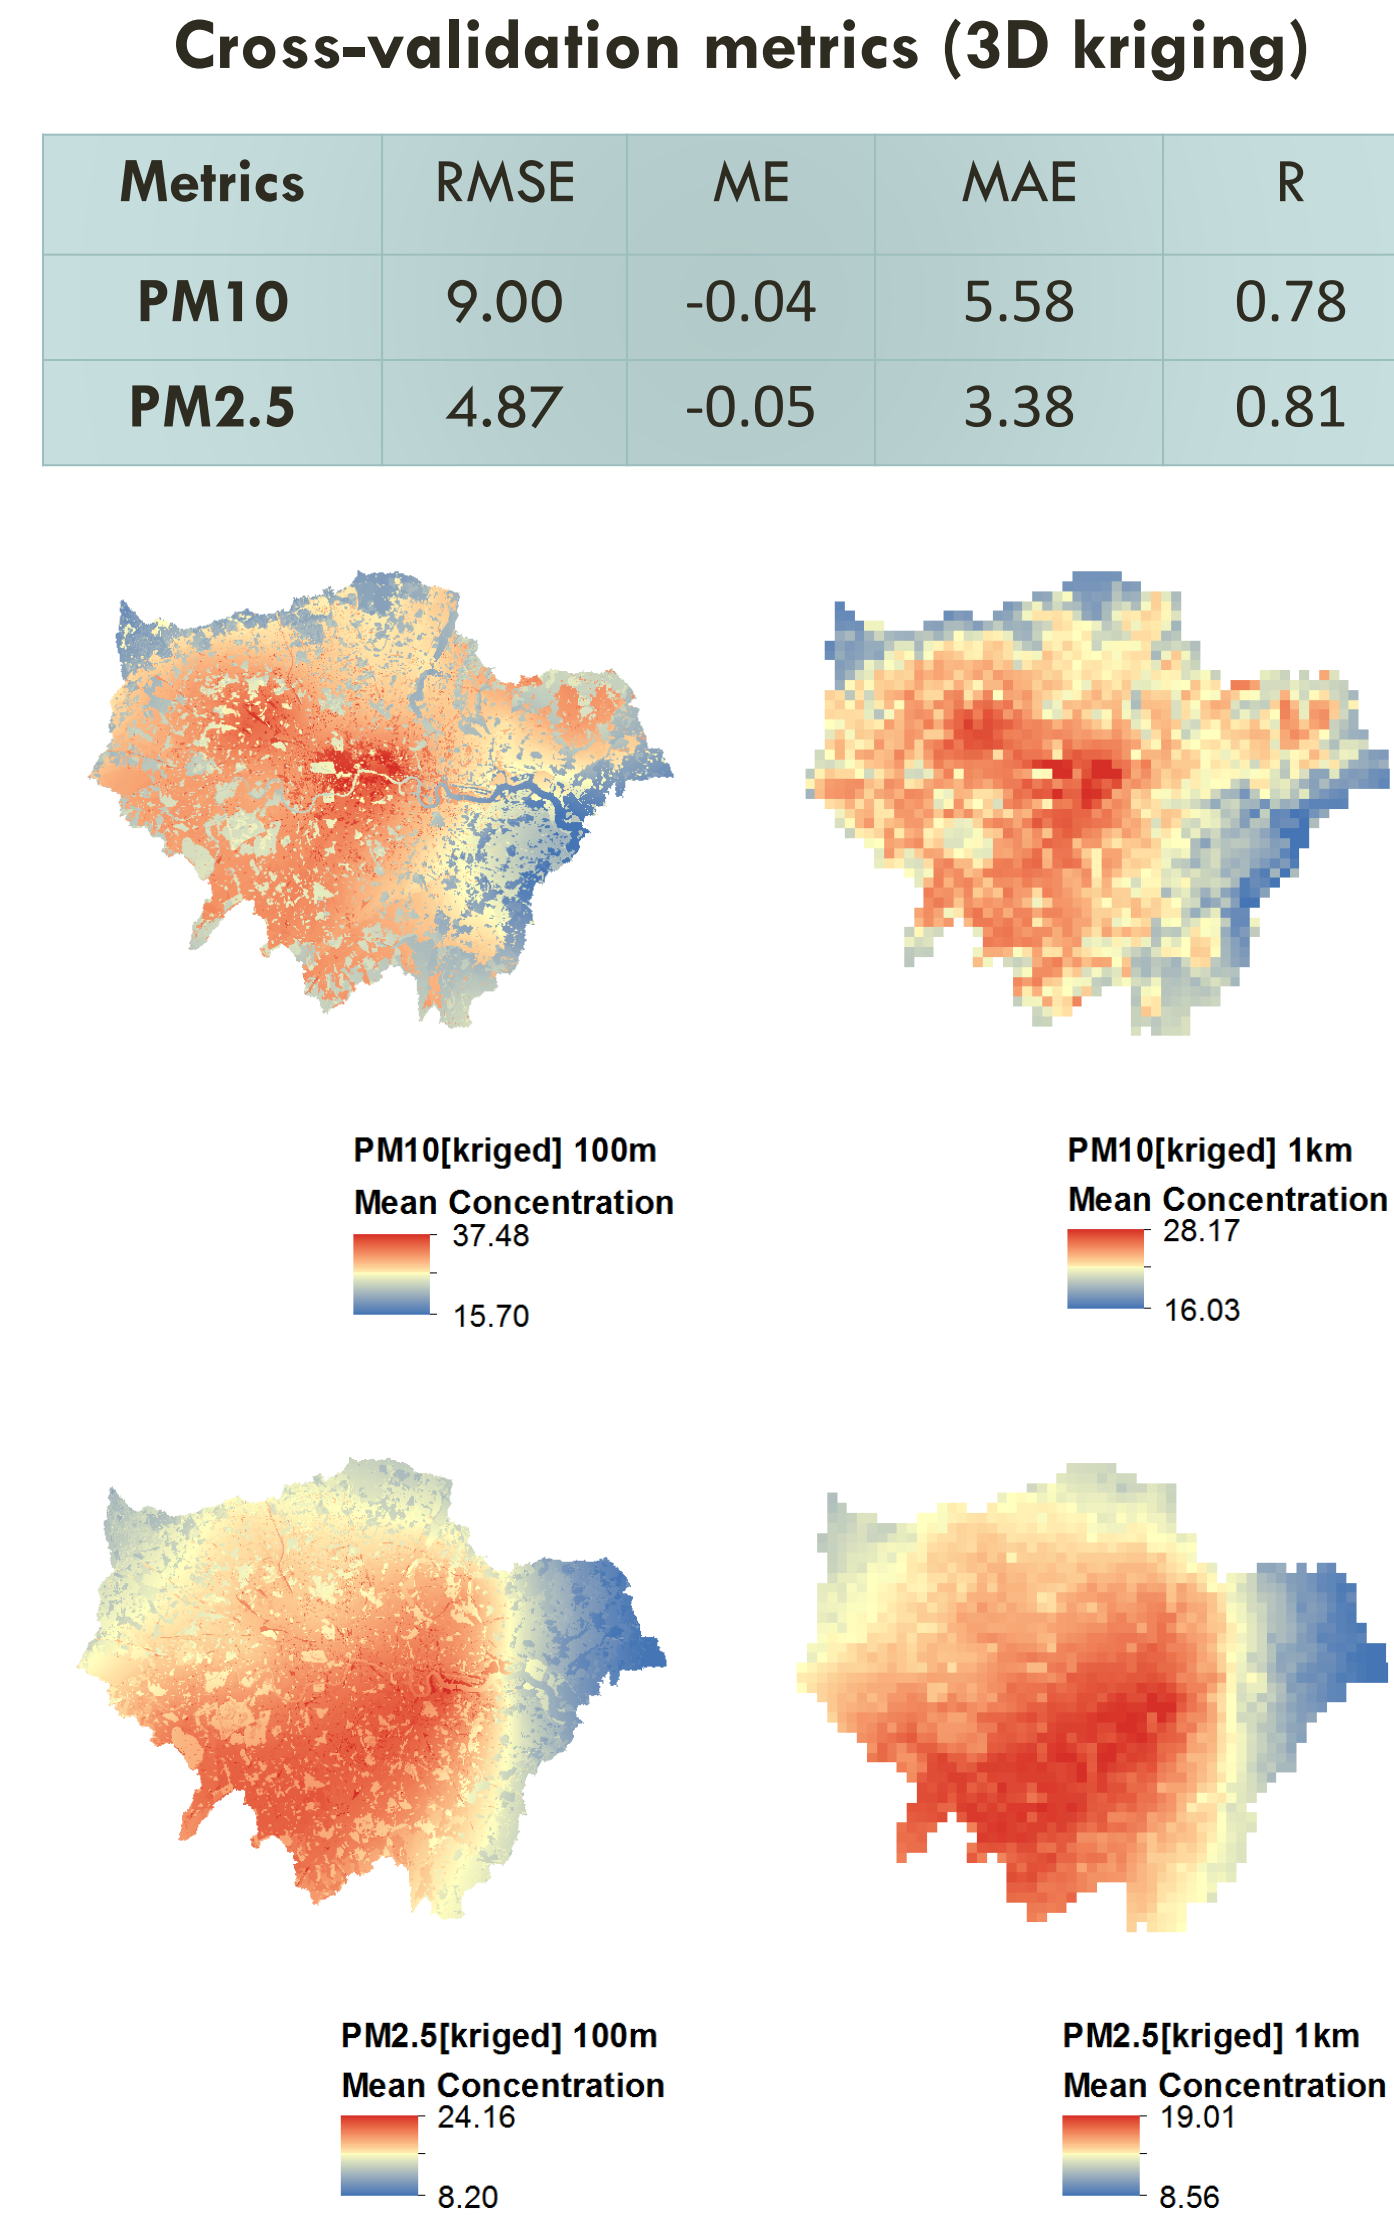 Cross-validation metrics (3D kriging)
Metrics RMSE ME MAE R
PM10 9.00 -0.04 5.58 0.78
PM2.5 4.87 -0.05 3.38 0.81
PM10[kriged] 100m
Mean Concentration
37.48
15.70
PM10[kriged] 1km
Mean Concentration
28.17
16.03
PM2.5[kriged] 100m
Mean Concentration
24.16
8.20
PM2.5[kriged] 1km
Mean Concentration
19.01
8.56